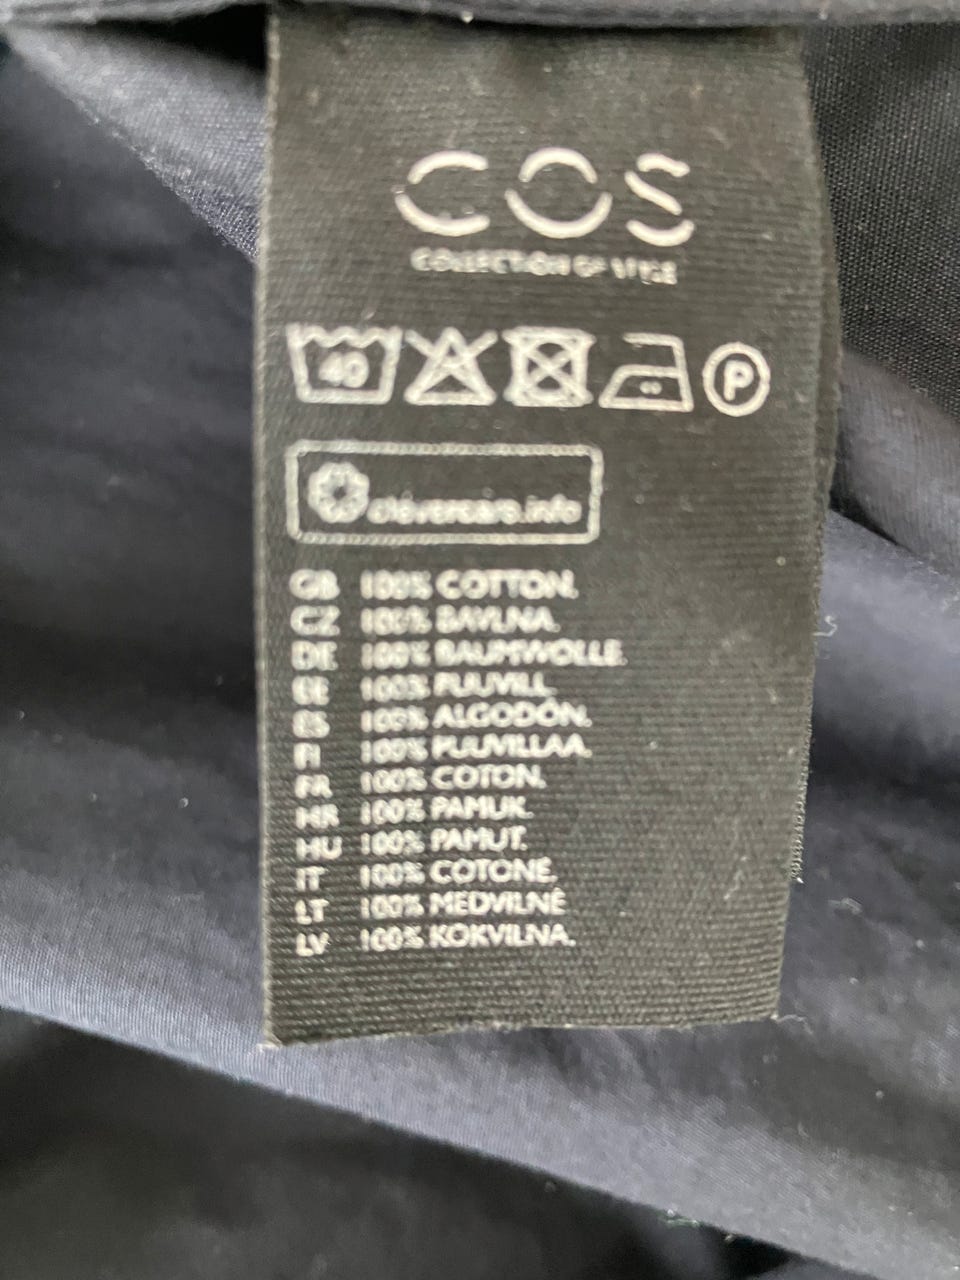 COS
COLLECTION OF STYLE
40 P
clevercare.info
GB 100% COTTON.
CZ 100% BAVLNA.
DE 100% BAUMWOLLE.
EE 100% PUUVILL.
ES 100% ALGODÓN.
FI 100% PUUVILLAA.
FR 100% COTON.
HR 100% PAMUK.
HU 100% PAMUT.
IT 100% COTONE.
LT 100% MEDVILNĖ
LV 100% KOKVILNA.